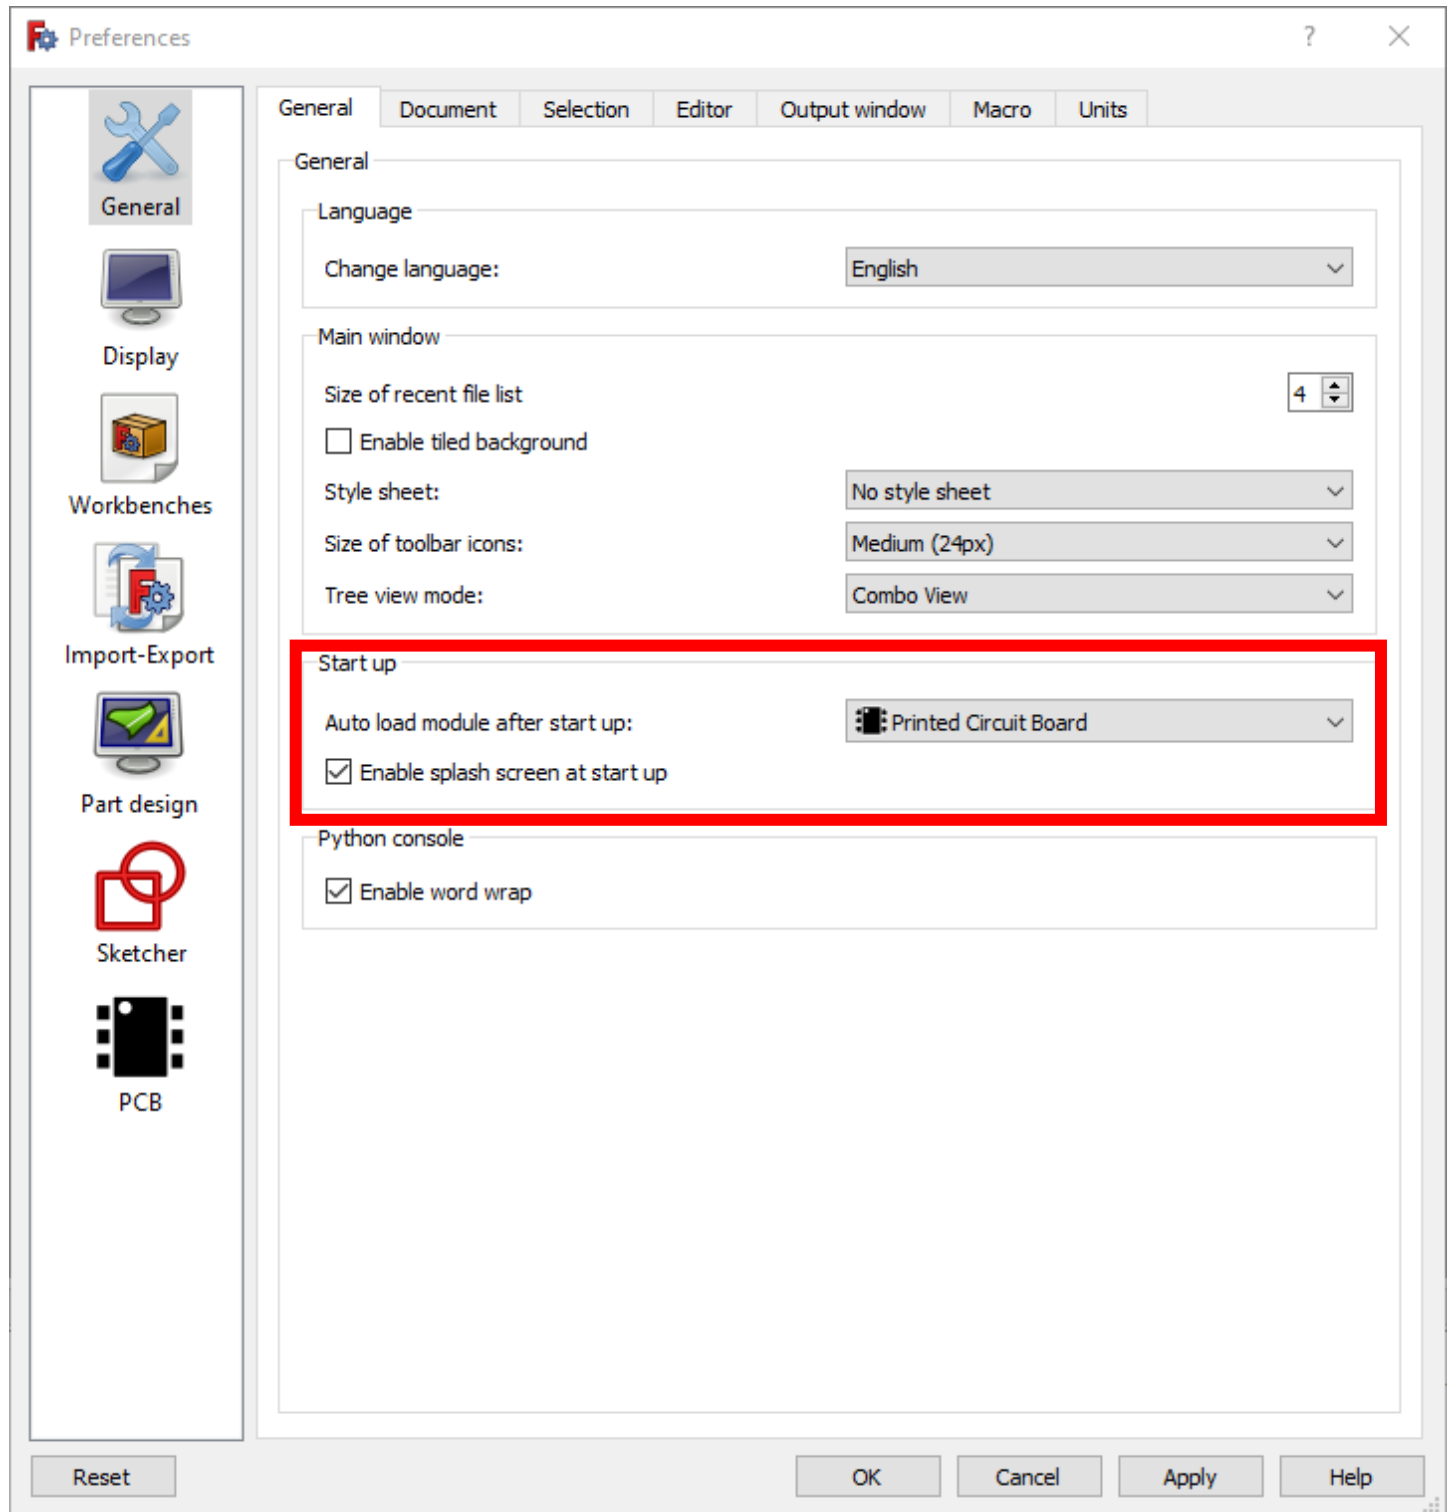 Preferences
General
Display
Workbenches
Import-Export
Part design
Sketcher
PCB
General Document Selection Editor Output window Macro Units
General
Language
Change language: English
Main window
Size of recent file list 4
Enable tiled background
Style sheet: No style sheet
Size of toolbar icons: Medium (24px)
Tree view mode: Combo View
Start up
Auto load module after start up: Printed Circuit Board
Enable splash screen at start up
Python console
Enable word wrap
Reset OK Cancel Apply Help